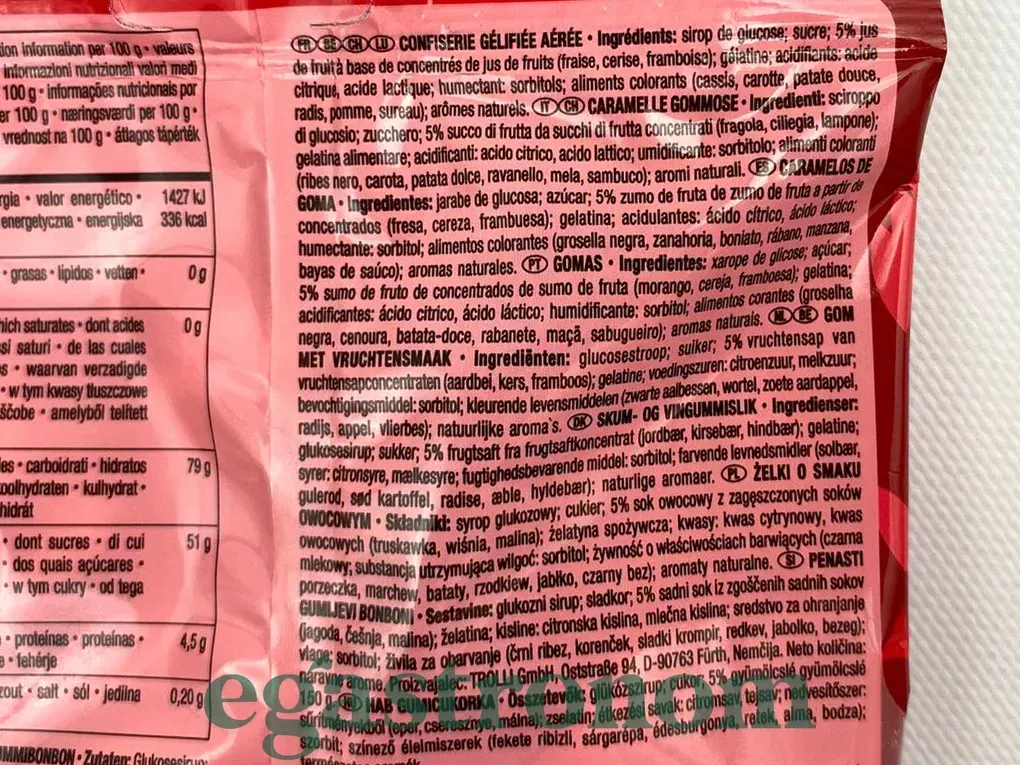 tion information per 100 g • valeurs
informazioni nutrizionali valori medi
100 g • informações nutricionais por
er 100 g • næringsværdi per 100 g •
vrednost na 100 g • átlagos tápérték
rgia • valor energético • 1427 kJ
energetyczna • energijska 336 kcal
• grasas • lípidos • vetten • 0 g
hich saturates • dont acides 0 g
si saturi • de las cuales
s • waarvan verzadigde
• w tym kwasy tłuszczowe
ščobe • amelyből telített
es • carboidrati • hidratos 79 g
oolhydraten • kulhydrat •
hidrát
• dont sucres • di cui 51 g
• dos quais açúcares •
• w tym cukry • od tega
• proteínas • proteínas • 4,5 g
e • fehérje
zout • salt • sól • jedilna 0,20 g
UMMIBONBON • Zutaten: Glukosesirup;
FR BE CH LU CONFISERIE GÉLIFIÉE AÉRÉE • Ingrédients: sirop de glucose; sucre; 5% jus
de fruit à base de concentrés de jus de fruits (fraise, cerise, framboise); gélatine; acidifiants: acide
citrique, acide lactique; humectant: sorbitols; aliments colorants (cassis, carotte, patate douce,
radis, pomme, sureau); arômes naturels. IT CH CARAMELLE GOMMOSE • Ingredienti: sciroppo
di glucosio; zucchero; 5% succo di frutta da succhi di frutta concentrati (fragola, ciliegia, lampone);
gelatina alimentare; acidificanti: acido citrico, acido lattico; umidificante: sorbitolo; alimenti coloranti
(ribes nero, carota, patata dolce, ravanello, mela, sambuco); aromi naturali. ES CARAMELOS DE
GOMA • Ingredientes: jarabe de glucosa; azúcar; 5% zumo de fruta de zumo de fruta a partir de
concentrados (fresa, cereza, frambuesa); gelatina; acidulantes: ácido cítrico, ácido láctico;
humectante: sorbitol; alimentos colorantes (grosella negra, zanahoria, boniato, rábano, manzana,
bayas de saúco); aromas naturales. PT GOMAS • Ingredientes: xarope de glicose; açúcar;
5% sumo de fruto de concentrados de sumo de fruta (morango, cereja, framboesa); gelatina;
acidificantes: ácido cítrico, ácido láctico; humidificante: sorbitol; alimentos corantes (groselha
negra, cenoura, batata-doce, rabanete, maçã, sabugueiro); aromas naturais. NL BE GOM
MET VRUCHTENSMAAK • Ingrediënten: glucosestroop; suiker; 5% vruchtensap van
vruchtensapconcentraten (aardbei, kers, framboos); gelatine; voedingszuren: citroenzuur, melkzuur;
bevochtigingsmiddel: sorbitol; kleurende levensmiddelen (zwarte aalbessen, wortel, zoete aardappel,
radijs, appel, vlierbes); natuurlijke aroma's. DK SKUM- OG VINGUMMISLIK • Ingredienser:
glukosesirup; sukker; 5% frugtsaft fra frugtsaftkoncentrat (jordbær, kirsebær, hindbær); gelatine;
syrer: citronsyre, mælkesyre; fugtighedsbevarende middel: sorbitol; farvende levnedsmidler (solbær,
gulerod, sød kartoffel, radise, æble, hyldebær); naturlige aromaer. PL ŻELKI O SMAKU
OWOCOWYM • Składniki: syrop glukozowy; cukier; 5% sok owocowy z zagęszczonych soków
owocowych (truskawka, wiśnia, malina); żelatyna spożywcza; kwasy: kwas cytrynowy, kwas
mlekowy; substancja utrzymująca wilgoć: sorbitol; żywność o właściwościach barwiących (czarna
porzeczka, marchew, bataty, rzodkiew, jabłko, czarny bez); aromaty naturalne. SI PENASTI
GUMIJEVI BONBONI • Sestavine: glukozni sirup; sladkor; 5% sadni sok iz zgoščenih sadnih sokov
(jagoda, češnja, malina); želatina; kisline: citronska kislina, mlečna kislina; sredstvo za ohranjanje
vlage: sorbitol; živila za obarvanje (črni ribez, korenček, sladki krompir, redkev, jabolko, bezeg);
naravne arome. Proizvajalec: TROLLI GmbH, Oststraße 94, D-90763 Fürth, Nemčija. Neto količina:
150 g. HU HAB GUMICUKORKA • Összetevők: glükózszirup; cukor; 5% gyümölcslé gyümölcslé
sűrítményekből (eper, cseresznye, málna); zselatin; étkezési savak: citromsav, tejsav; nedvesítőszer:
szorbit; színező élelmiszerek (fekete ribizli, sárgarépa, édesburgonya, retek, alma, bodza);
természetes aromák
egastronom